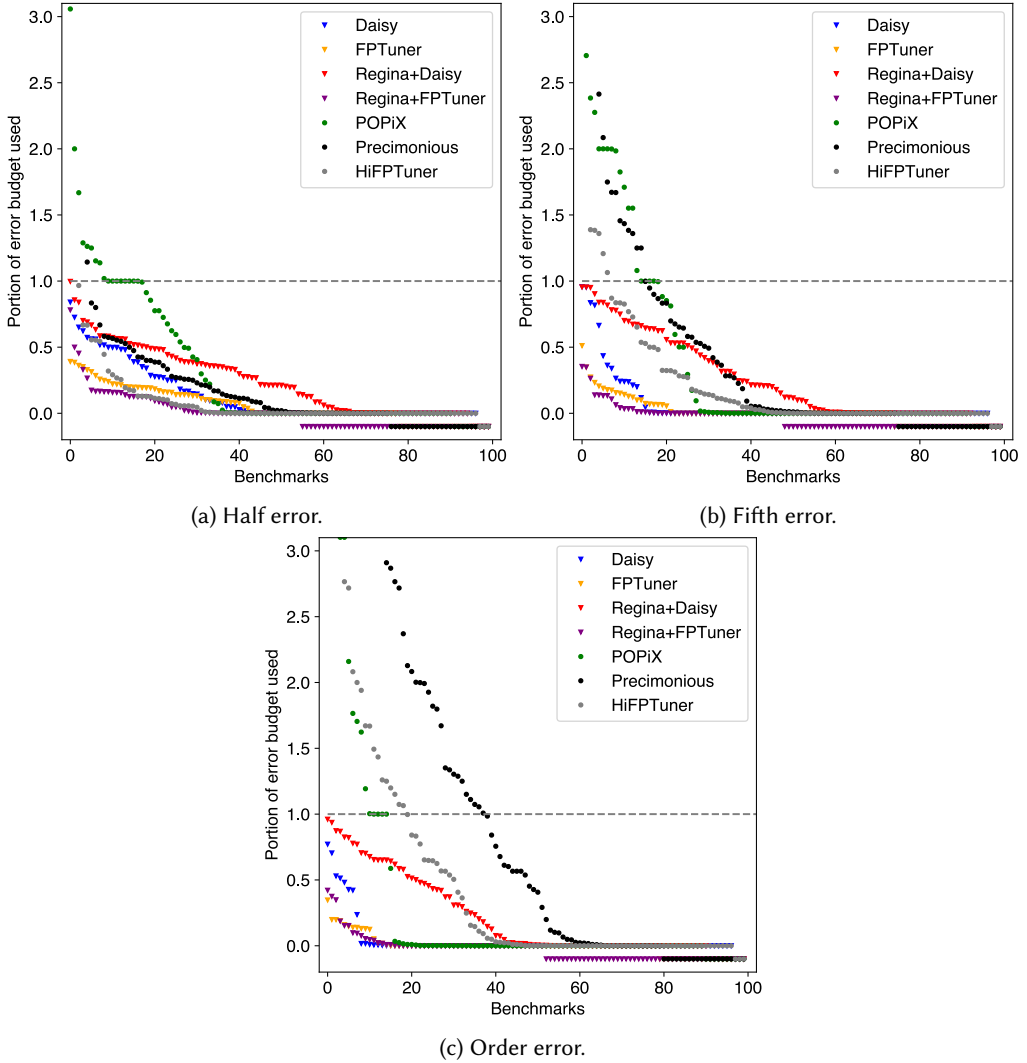 3.0
2.5
2.0
1.5
1.0
0.5
0.0
Portion of error budget used
Daisy
FPTuner
Regina+Daisy
Regina+FPTuner
POPiX
Precimonious
HiFPTuner
0 20 40 60 80 100
Benchmarks
(a) Half error.
3.0
2.5
2.0
1.5
1.0
0.5
0.0
Portion of error budget used
Daisy
FPTuner
Regina+Daisy
Regina+FPTuner
POPiX
Precimonious
HiFPTuner
0 20 40 60 80 100
Benchmarks
(b) Fifth error.
3.0
2.5
2.0
1.5
1.0
0.5
0.0
Portion of error budget used
Daisy
FPTuner
Regina+Daisy
Regina+FPTuner
POPiX
Precimonious
HiFPTuner
0 20 40 60 80 100
Benchmarks
(c) Order error.